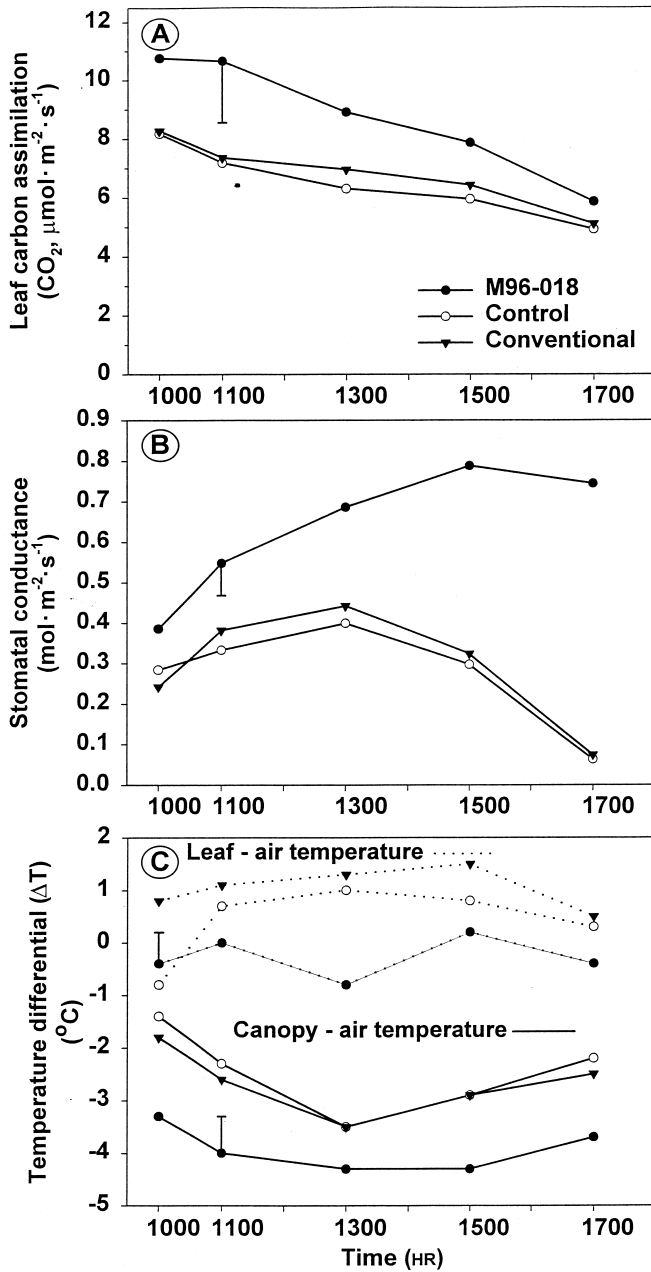 12
A
10
8
6
4
2
0
Leaf carbon assimilation
(CO₂, μmol·m⁻²·s⁻¹)
M96-018
Control
Conventional
1000 1100 1300 1500 1700
0.9
B
0.8
0.7
0.6
0.5
0.4
0.3
0.2
0.1
0.0
Stomatal conductance
(mol·m⁻²·s⁻¹)
1000 1100 1300 1500 1700
2
C
Leaf - air temperature
1
0
-1
Canopy - air temperature
-2
-3
-4
-5
Temperature differential (ΔT)
(°C)
1000 1100 1300 1500 1700
Time (HR)